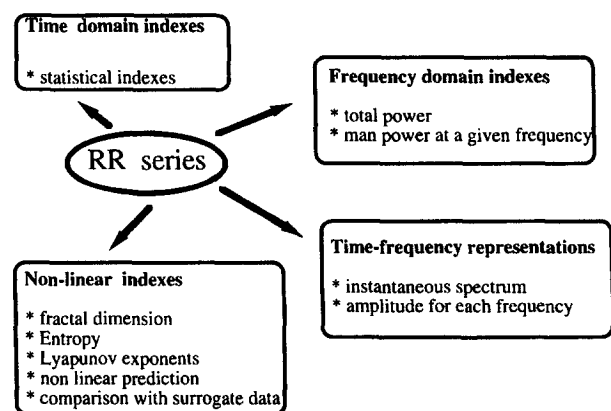 Time domain indexes
* statistical indexes
Frequency domain indexes
* total power
* man power at a given frequency
RR series
Time-frequency representations
* instantaneous spectrum
* amplitude for each frequency
Non-linear indexes
* fractal dimension
* Entropy
* Lyapunov exponents
* non linear prediction
* comparison with surrogate data